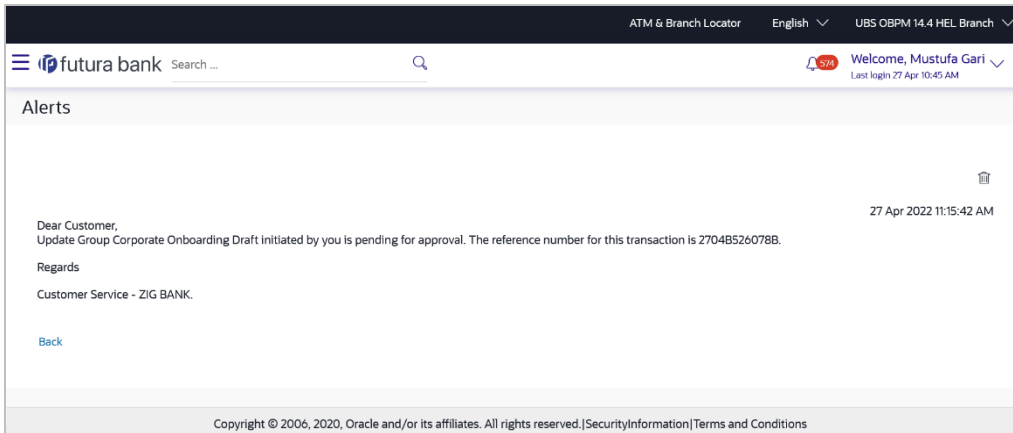 ATM & Branch Locator English UBS OBPM 14.4 HEL Branch
futura bank Search ... 574 Welcome, Mustufa Gari
Last login 27 Apr 10:45 AM
Alerts
27 Apr 2022 11:15:42 AM
Dear Customer,
Update Group Corporate Onboarding Draft initiated by you is pending for approval. The reference number for this transaction is 2704B526078B.
Regards
Customer Service - ZIG BANK.
Back
Copyright © 2006, 2020, Oracle and/or its affiliates. All rights reserved.|SecurityInformation|Terms and Conditions